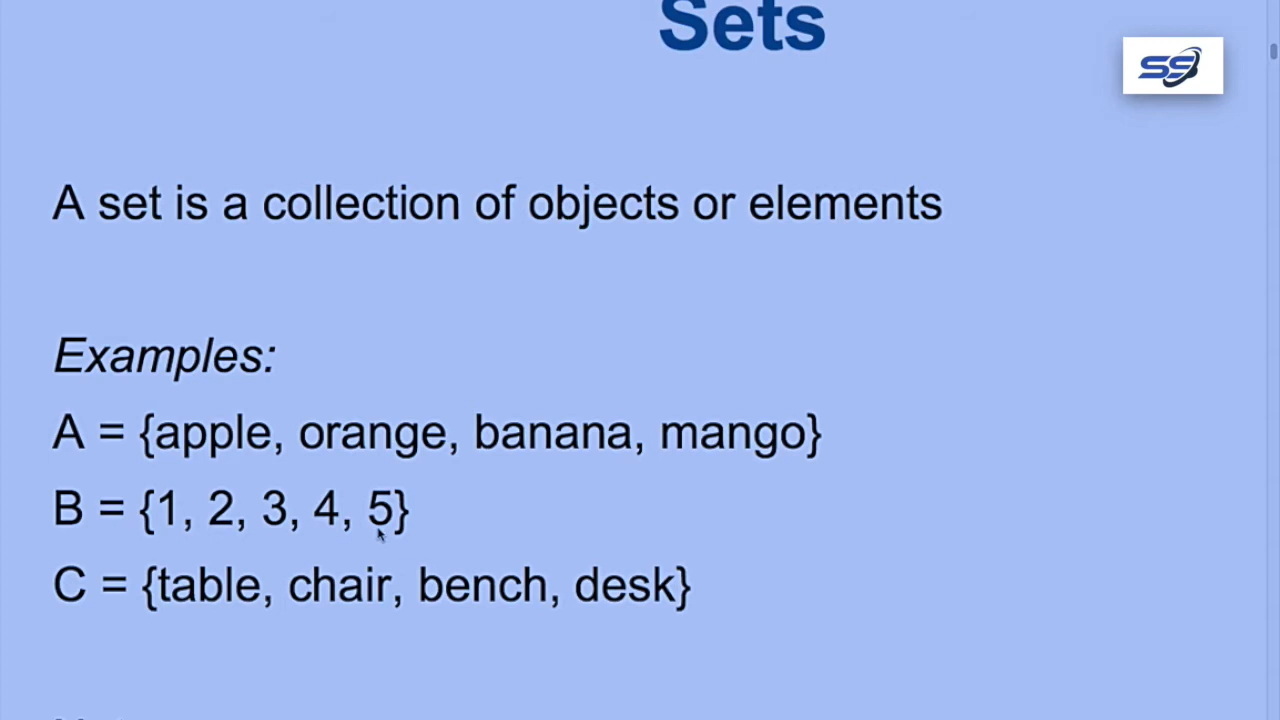 Sets
SS
A set is a collection of objects or elements
Examples:
A = {apple, orange, banana, mango}
B = {1, 2, 3, 4, 5}
C = {table, chair, bench, desk}